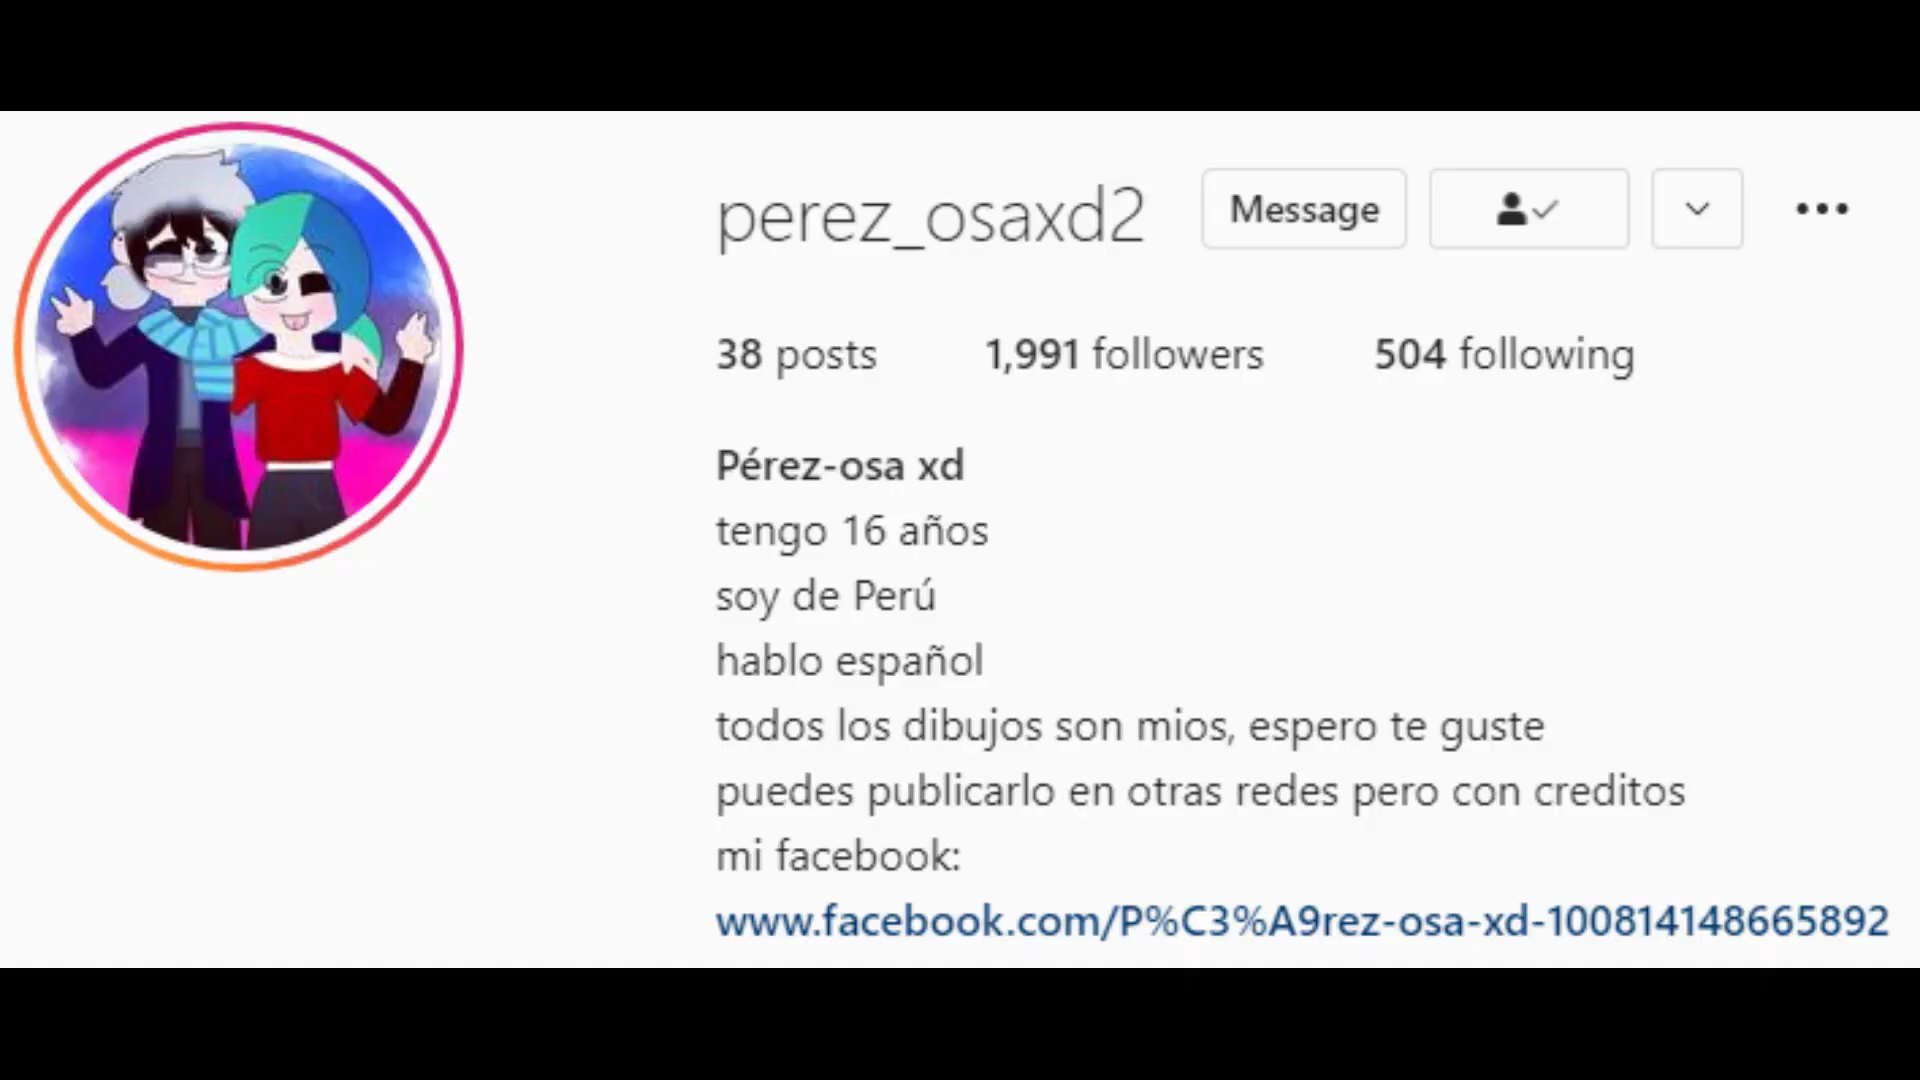 perez_osaxd2 Message
38 posts 1,991 followers 504 following
Pérez-osa xd
tengo 16 años
soy de Perú
hablo español
todos los dibujos son mios, espero te guste
puedes publicarlo en otras redes pero con creditos
mi facebook:
www.facebook.com/P%C3%A9rez-osa-xd-100814148665892